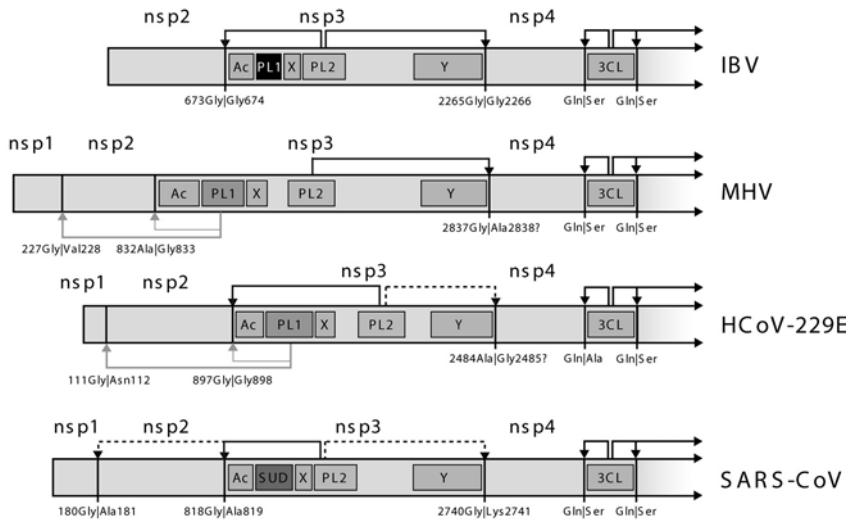 nsp2 nsp3 nsp4
Ac PL1 X PL2 Y 3CL
IBV
673Gly|Gly674 2265Gly|Gly2266 Gln|Ser Gln|Ser
nsp1 nsp2 nsp3 nsp4
Ac PL1 X PL2 Y 3CL
MHV
227Gly|Val228 832Ala|Gly833 2837Gly|Ala2838? Gln|Ser Gln|Ser
nsp1 nsp2 nsp3 nsp4
Ac PL1 X PL2 Y 3CL
HCoV-229E
111Gly|Asn112 897Gly|Gly898 2484Ala|Gly2485? Gln|Ala Gln|Ser
nsp1 nsp2 nsp3 nsp4
Ac SUD X PL2 Y 3CL
SARS-CoV
180Gly|Ala181 818Gly|Ala819 2740Gly|Lys2741 Gln|Ser Gln|Ser